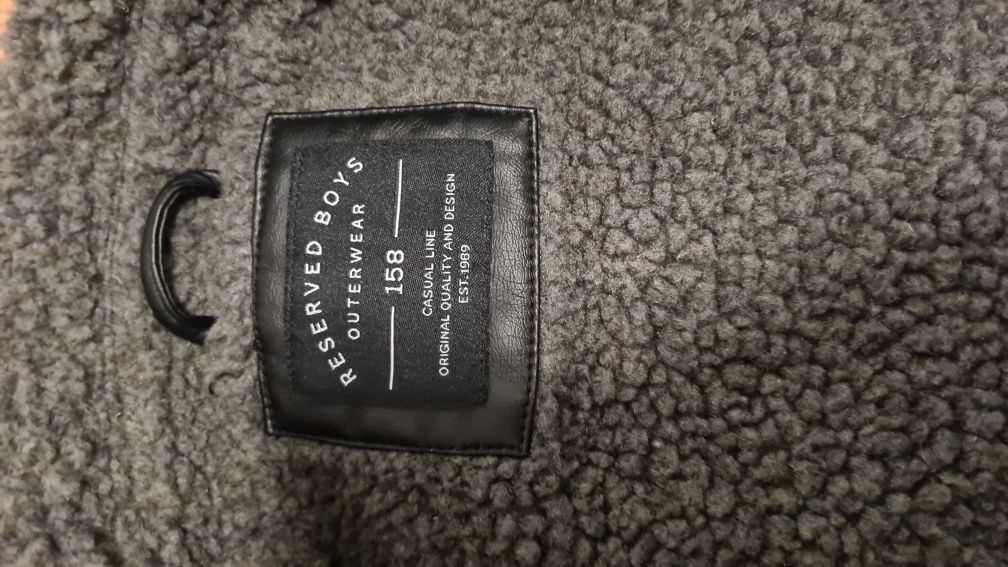 RESERVED BOYS
OUTERWEAR
158
CASUAL LINE
ORIGINAL QUALITY AND DESIGN
EST.1989